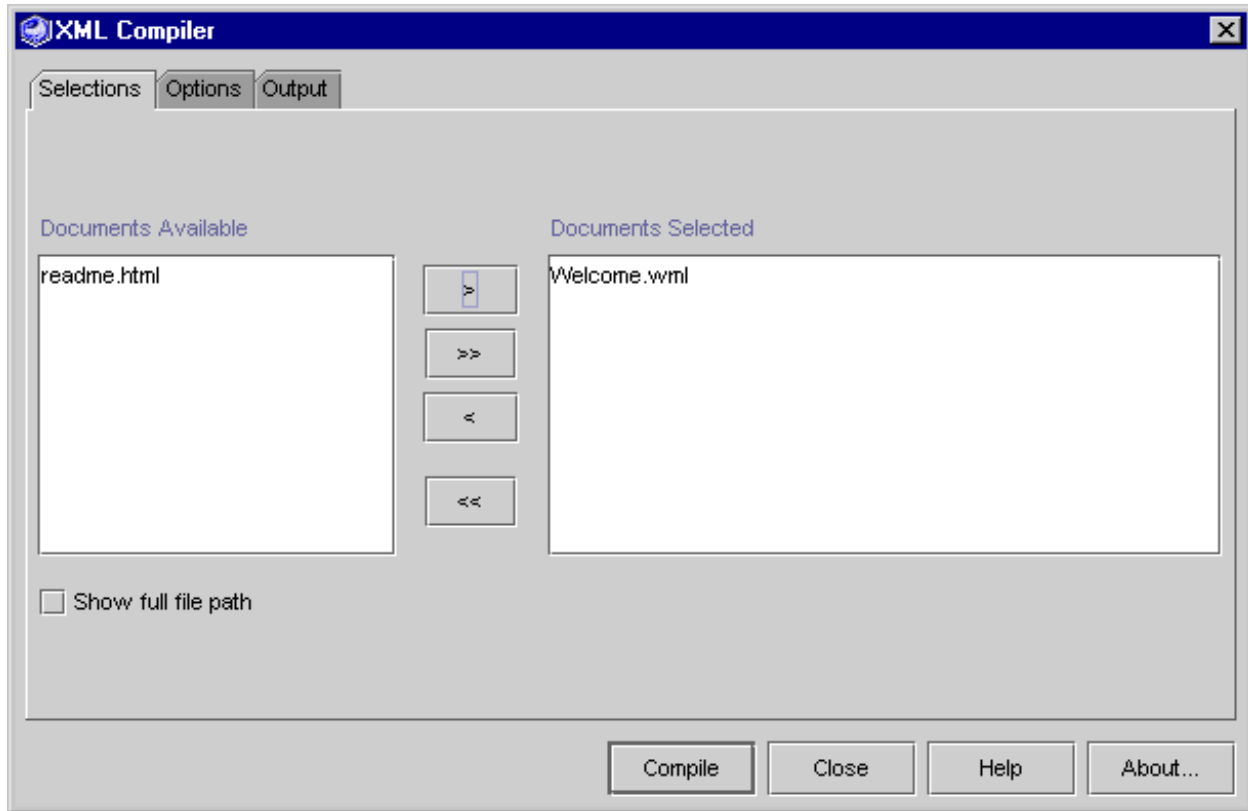 XML Compiler
Selections Options Output
Documents Available Documents Selected
readme.html Welcome.wml
>
>>
<
<<
Show full file path
Compile Close Help About...